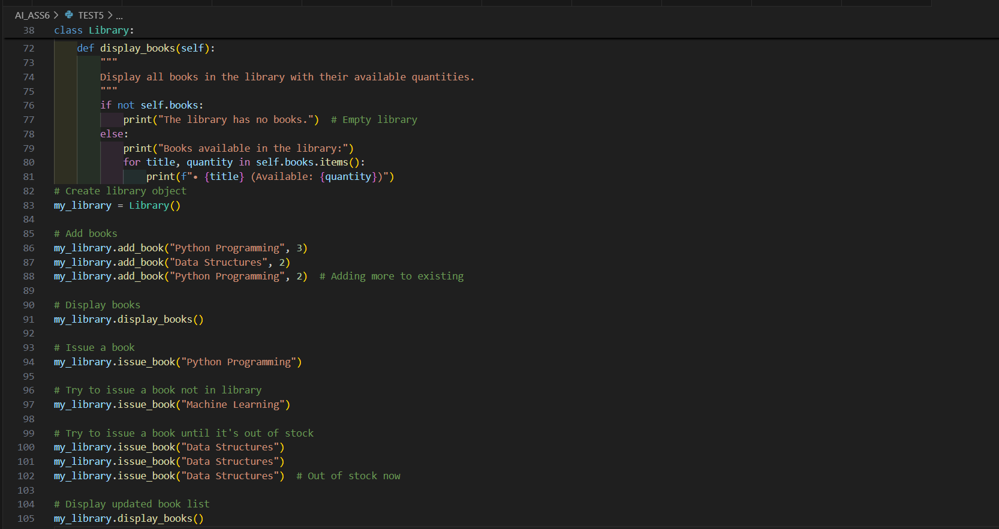 AI_ASS6 > TEST5 > ...
38 class Library:
72     def display_books(self):
73         """
74         Display all books in the library with their available quantities.
75         """
76         if not self.books:
77             print("The library has no books.")  # Empty library
78         else:
79             print("Books available in the library:")
80             for title, quantity in self.books.items():
81                 print(f"• {title} (Available: {quantity})")
82 # Create library object
83 my_library = Library()
84
85 # Add books
86 my_library.add_book("Python Programming", 3)
87 my_library.add_book("Data Structures", 2)
88 my_library.add_book("Python Programming", 2)  # Adding more to existing
89
90 # Display books
91 my_library.display_books()
92
93 # Issue a book
94 my_library.issue_book("Python Programming")
95
96 # Try to issue a book not in library
97 my_library.issue_book("Machine Learning")
98
99 # Try to issue a book until it's out of stock
100 my_library.issue_book("Data Structures")
101 my_library.issue_book("Data Structures")
102 my_library.issue_book("Data Structures")  # Out of stock now
103
104 # Display updated book list
105 my_library.display_books()